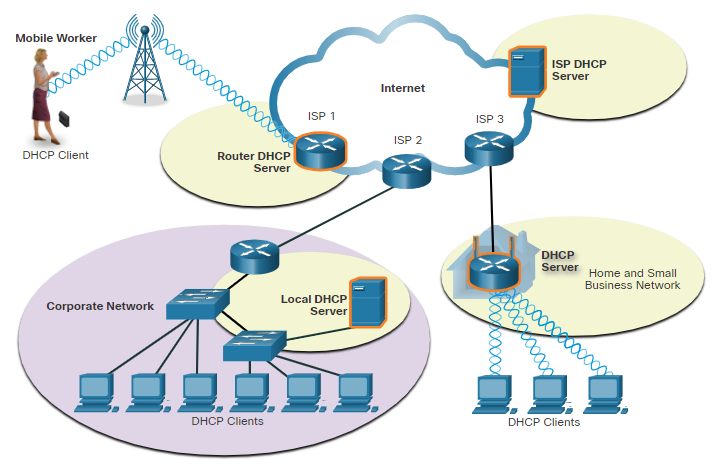 Mobile Worker
DHCP Client
Internet
ISP DHCP
Server
ISP 1
ISP 2
ISP 3
Router DHCP
Server
Corporate Network
Local DHCP
Server
DHCP Clients
DHCP
Server
Home and Small
Business Network
DHCP Clients